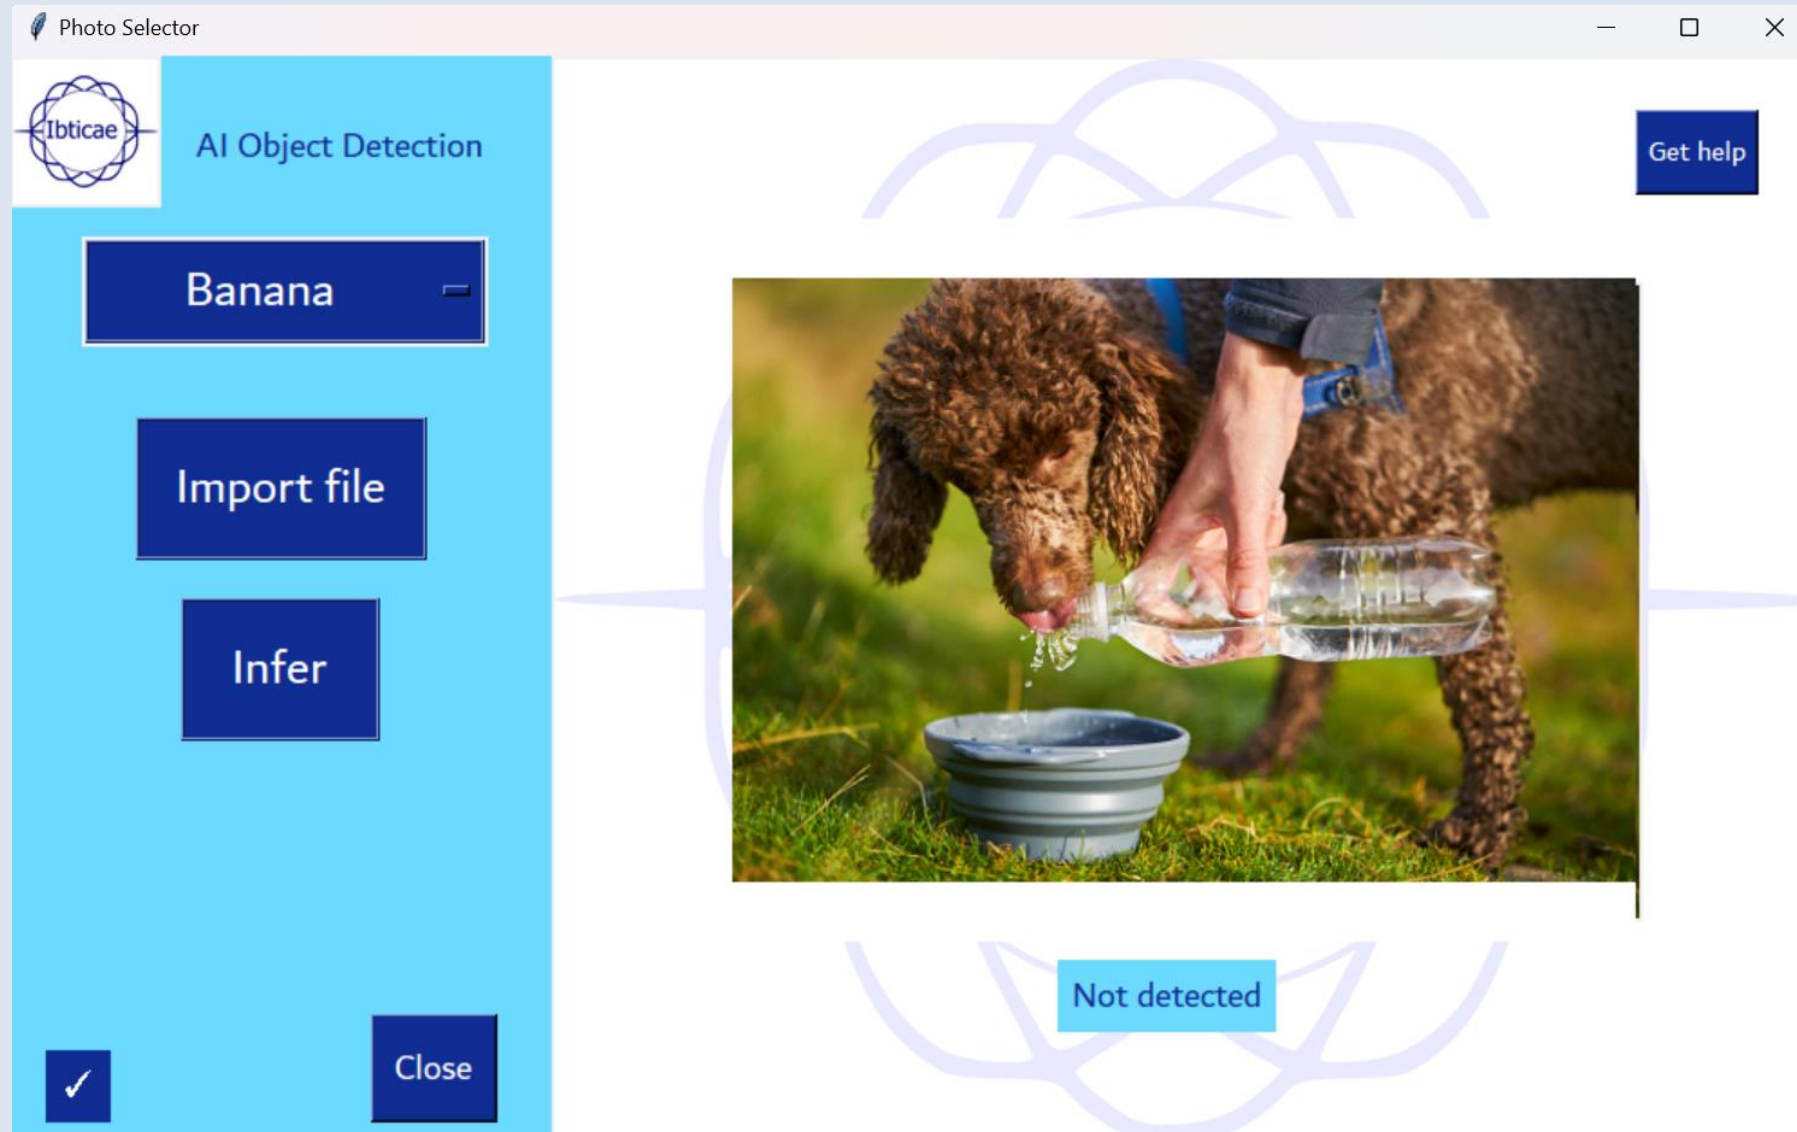 Photo Selector
Ibticae
AI Object Detection
Get help
Banana
Import file
Infer
Not detected
Close
✓